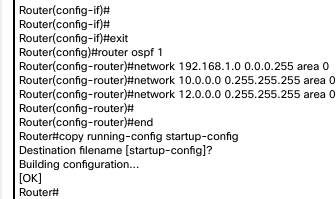 Router(config-if)#
Router(config-if)#
Router(config-if)#exit
Router(config)#router ospf 1
Router(config-router)#network 192.168.1.0 0.0.0.255 area 0
Router(config-router)#network 10.0.0.0 0.255.255.255 area 0
Router(config-router)#network 12.0.0.0 0.255.255.255 area 0
Router(config-router)#
Router(config-router)#end
Router#copy running-config startup-config
Destination filename [startup-config]?
Building configuration...
[OK]
Router#